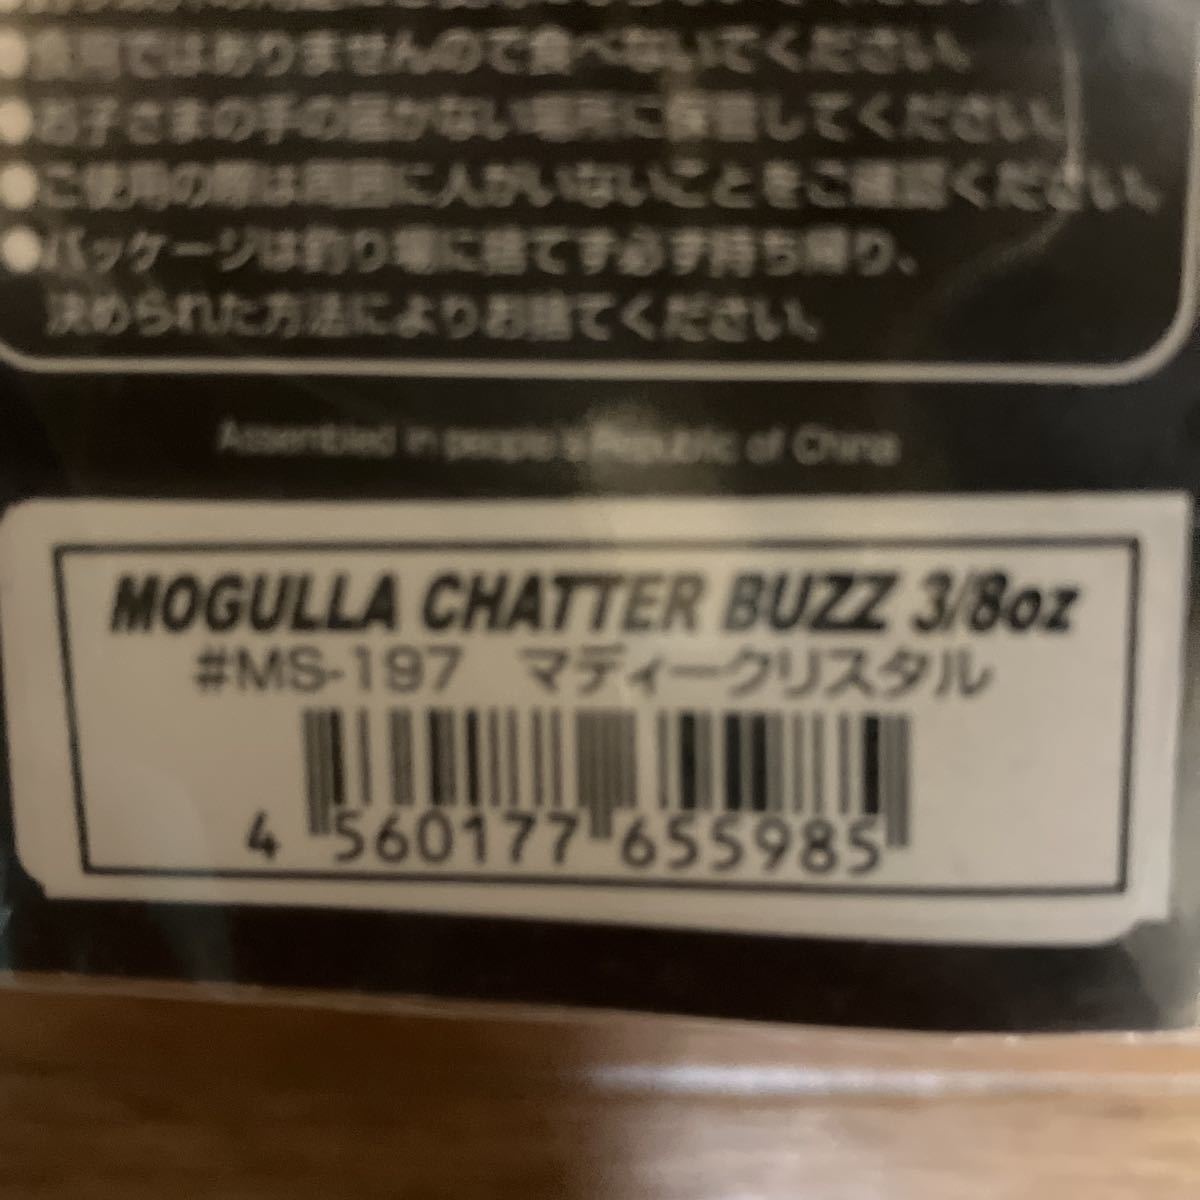 ●食用ではありませんので食べないでください。
●お子さまの手の届かない場所に保管してください。
●ご使用の際は周囲に人がいないことをご確認ください。
●パッケージは釣り場に捨てず必ず持ち帰り、
決められた方法によりお捨てください。
Assembled in people's Republic of China
MOGULLA CHATTER BUZZ 3/8oz
#MS-197 マディークリスタル
4 560177 655985